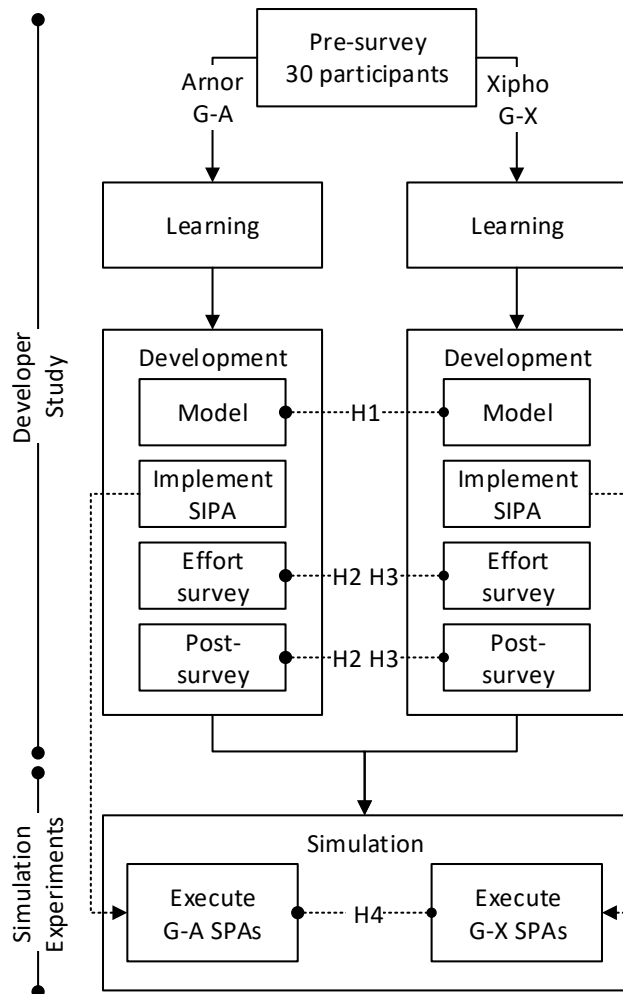 Pre-survey
30 participants
Arnor
G-A
Xipho
G-X
Learning
Learning
Developer
Study
Development
Development
Model
H1
Model
Implement
SIPA
Implement
SIPA
Effort
survey
H2 H3
Effort
survey
Post-
survey
H2 H3
Post-
survey
Simulation
Experiments
Simulation
Execute
G-A SPAs
H4
Execute
G-X SPAs